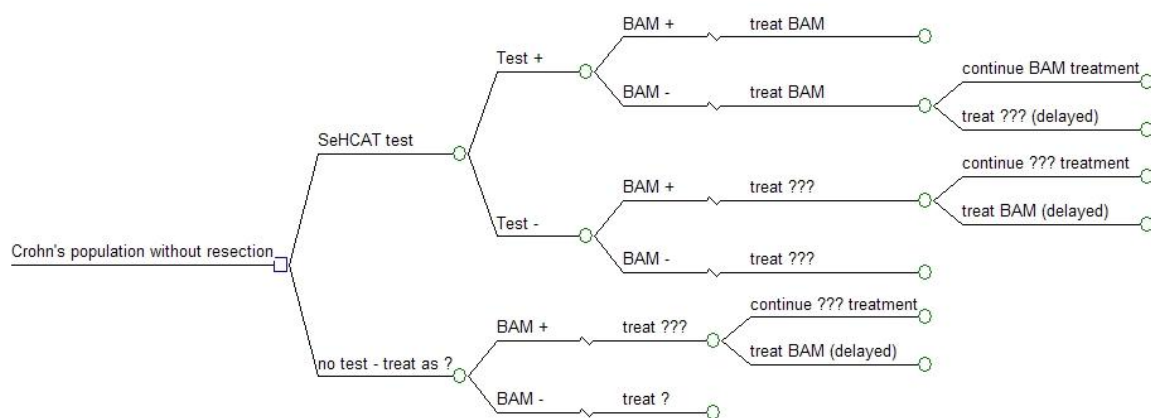 BAM + treat BAM
Test +
continue BAM treatment
BAM - treat BAM
treat ??? (delayed)
SeHCAT test
continue ??? treatment
BAM + treat ???
treat BAM (delayed)
Test -
Crohn's population without resection
BAM - treat ???
continue ??? treatment
BAM + treat ???
treat BAM (delayed)
no test - treat as ?
BAM - treat ?